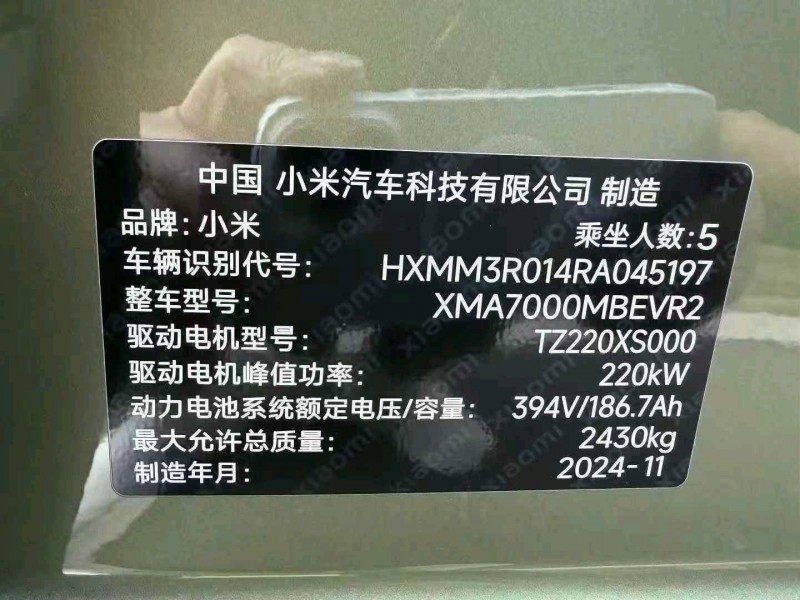 中国 小米汽车科技有限公司 制造
品牌:小米 乘坐人数:5
车辆识别代号: HXMM3R014RA045197
整车型号: XMA7000MBEVR2
驱动电机型号: TZ220XS000
驱动电机峰值功率: 220kW
动力电池系统额定电压/容量: 394V/186.7Ah
最大允许总质量: 2430kg
制造年月: 2024-11